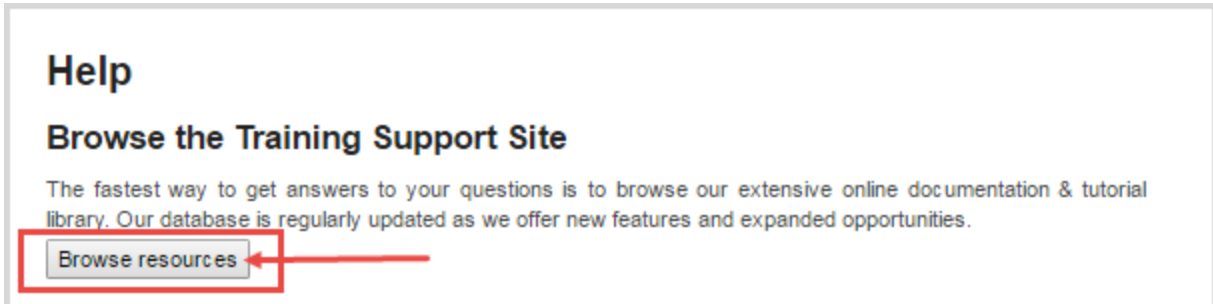 Help
Browse the Training Support Site
The fastest way to get answers to your questions is to browse our extensive online documentation & tutorial
library. Our database is regularly updated as we offer new features and expanded opportunities.
Browse resources